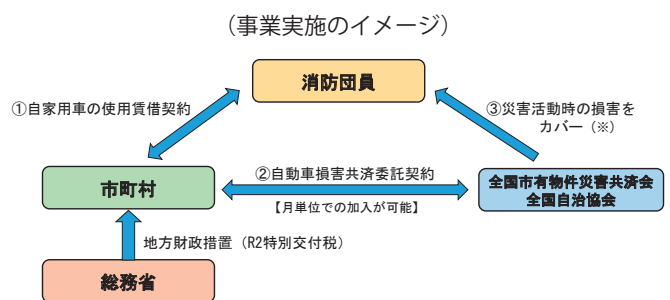 （事業実施のイメージ）
消防団員
①自家用車の使用賃借契約
③災害活動時の損害を
カバー（※）
市町村
②自動車損害共済委託契約
【月単位での加入が可能】
全国市有物件災害共済会
全国自治協会
地方財政措置（R2特別交付税）
総務省